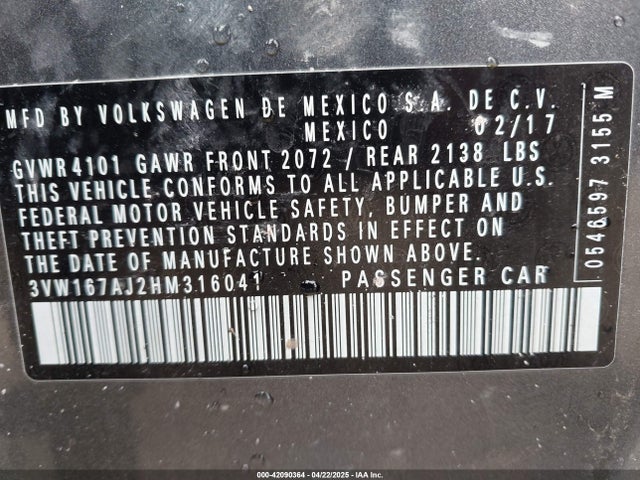 MFD BY VOLKSWAGEN DE MEXICO S.A. DE C.V.
MEXICO 02/17
GVWR 4101 GAWR FRONT 2072 / REAR 2138 LBS
THIS VEHICLE CONFORMS TO ALL APPLICABLE U.S.
FEDERAL MOTOR VEHICLE SAFETY, BUMPER AND
THEFT PREVENTION STANDARDS IN EFFECT ON
THE DATE OF MANUFACTURE SHOWN ABOVE.
3VW167AJ2HM316041 PASSENGER CAR
0546597 3155 M
000-42090364 - 04/22/2025 - IAA Inc.